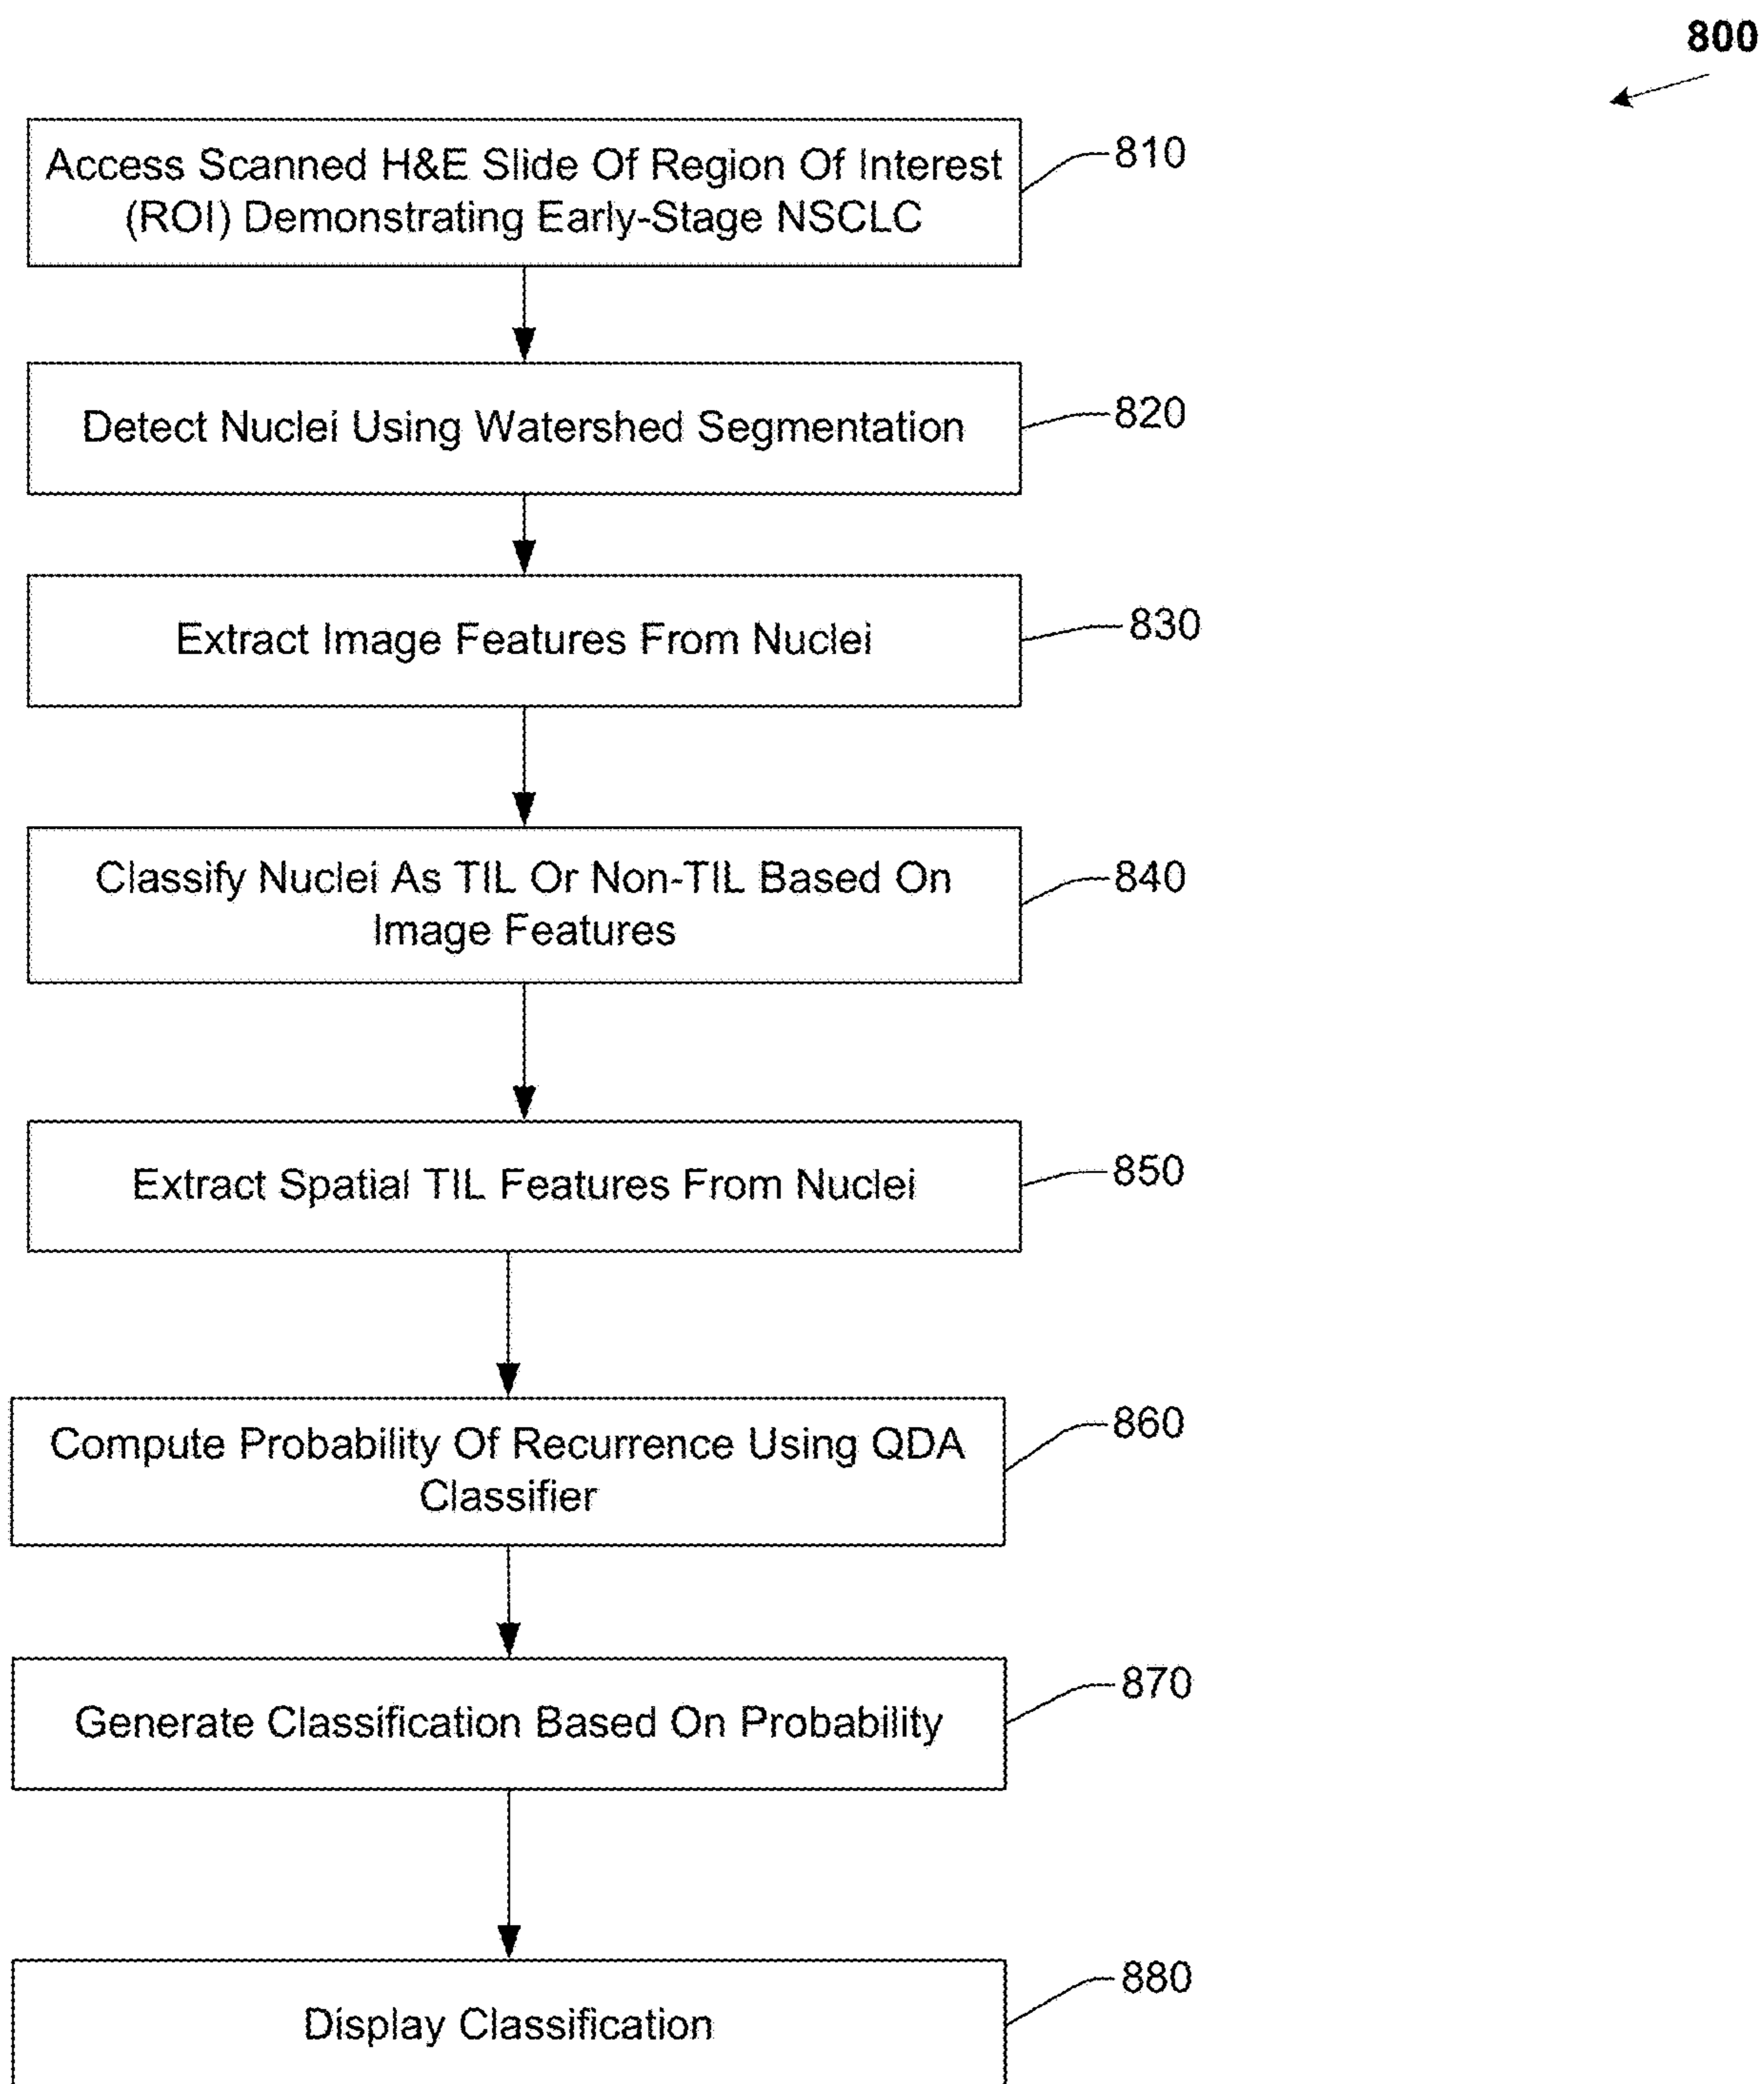 800
Access Scanned H&E Slide Of Region Of Interest
(ROI) Demonstrating Early-Stage NSCLC
810
Detect Nuclei Using Watershed Segmentation
820
Extract Image Features From Nuclei
830
Classify Nuclei As TIL Or Non-TIL Based On
Image Features
840
Extract Spatial TIL Features From Nuclei
850
Compute Probability Of Recurrence Using QDA
Classifier
860
Generate Classification Based On Probability
870
Display Classification
880